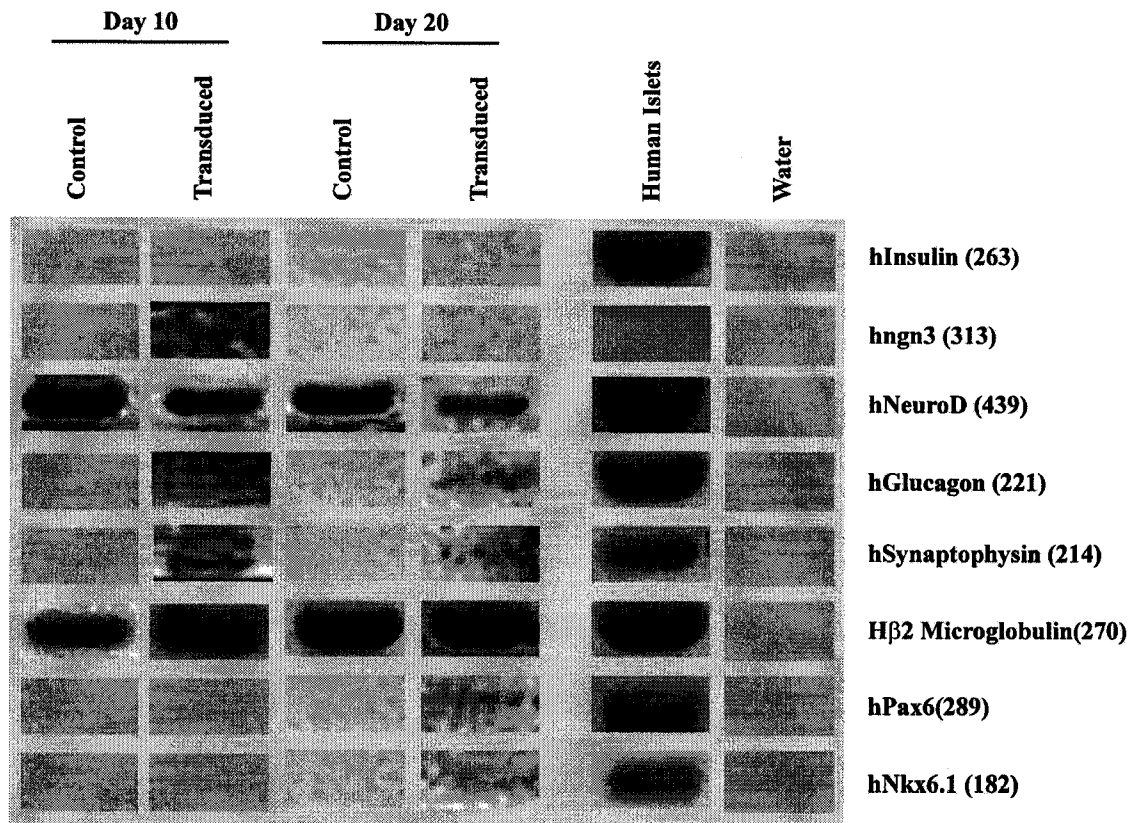 Day 10
Day 20
Control
Transduced
Control
Transduced
Human Islets
Water
hInsulin (263)
hngn3 (313)
hNeuroD (439)
hGlucagon (221)
hSynaptophysin (214)
Hβ2 Microglobulin(270)
hPax6(289)
hNkx6.1 (182)